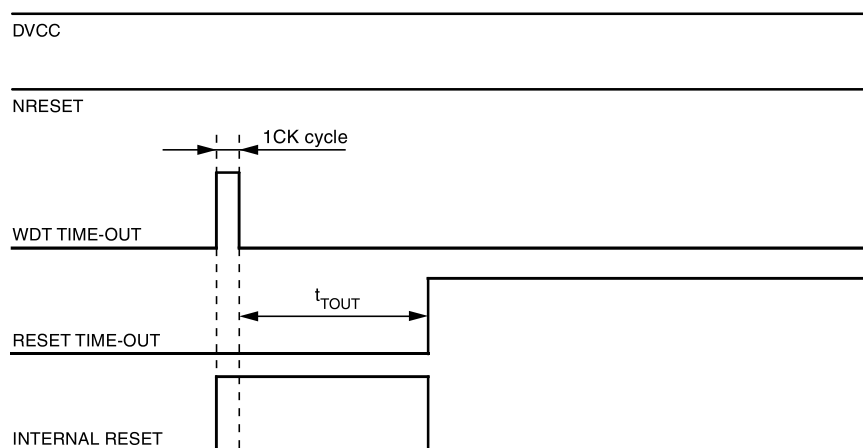 DVCC
NRESET
1CK cycle
WDT TIME-OUT
tTOUT
RESET TIME-OUT
INTERNAL RESET